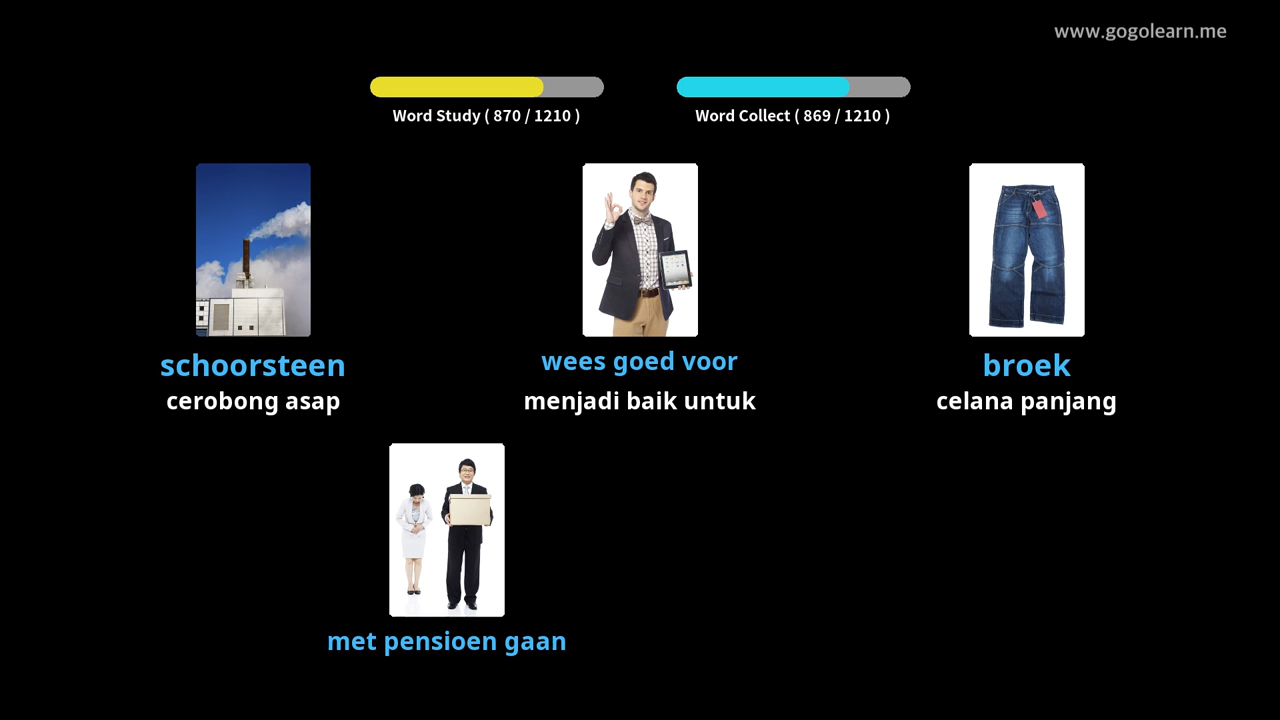 www.gogolearn.me
Word Study ( 870 / 1210 )
Word Collect ( 869 / 1210 )
schoorsteen
cerobong asap
wees goed voor
menjadi baik untuk
broek
celana panjang
met pensioen gaan